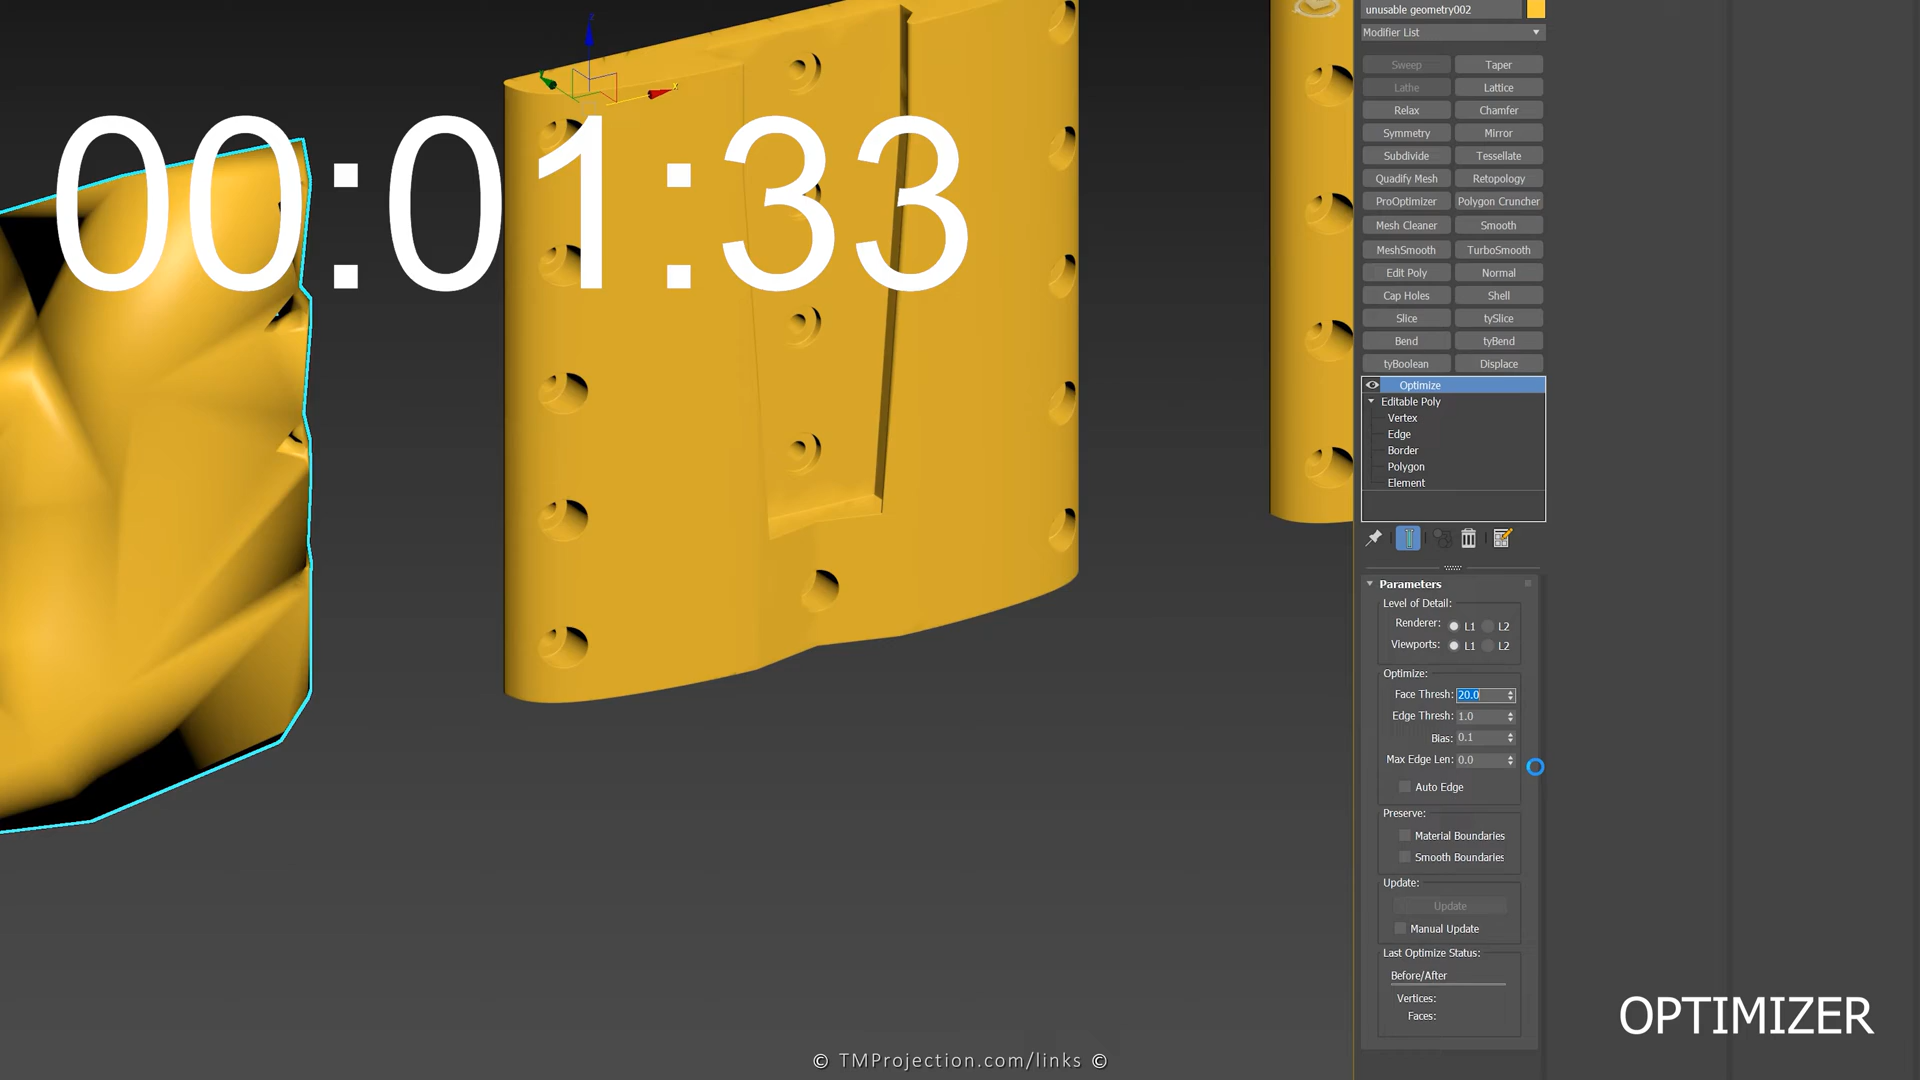 unusable geometry002
Modifier List
Sweep Taper
Lathe Lattice
Relax Chamfer
Symmetry Mirror
Subdivide Tessellate
Quadify Mesh Retopology
ProOptimizer Polygon Cruncher
Mesh Cleaner Smooth
MeshSmooth TurboSmooth
Edit Poly Normal
Cap Holes Shell
Slice tySlice
Bend tyBend
tyBoolean Displace
Optimize
Editable Poly
Vertex
Edge
Border
Polygon
Element
z
x
00:01:33
Parameters
Level of Detail:
Renderer: L1 L2
Viewports: L1 L2
Optimize:
Face Thresh: 20.0
Edge Thresh: 1.0
Bias: 0.1
Max Edge Len: 0.0
Auto Edge
Preserve:
Material Boundaries
Smooth Boundaries
Update:
Update
Manual Update
Last Optimize Status:
Before/After
Vertices:
Faces:
OPTIMIZER
© TMProjection.com/links ©